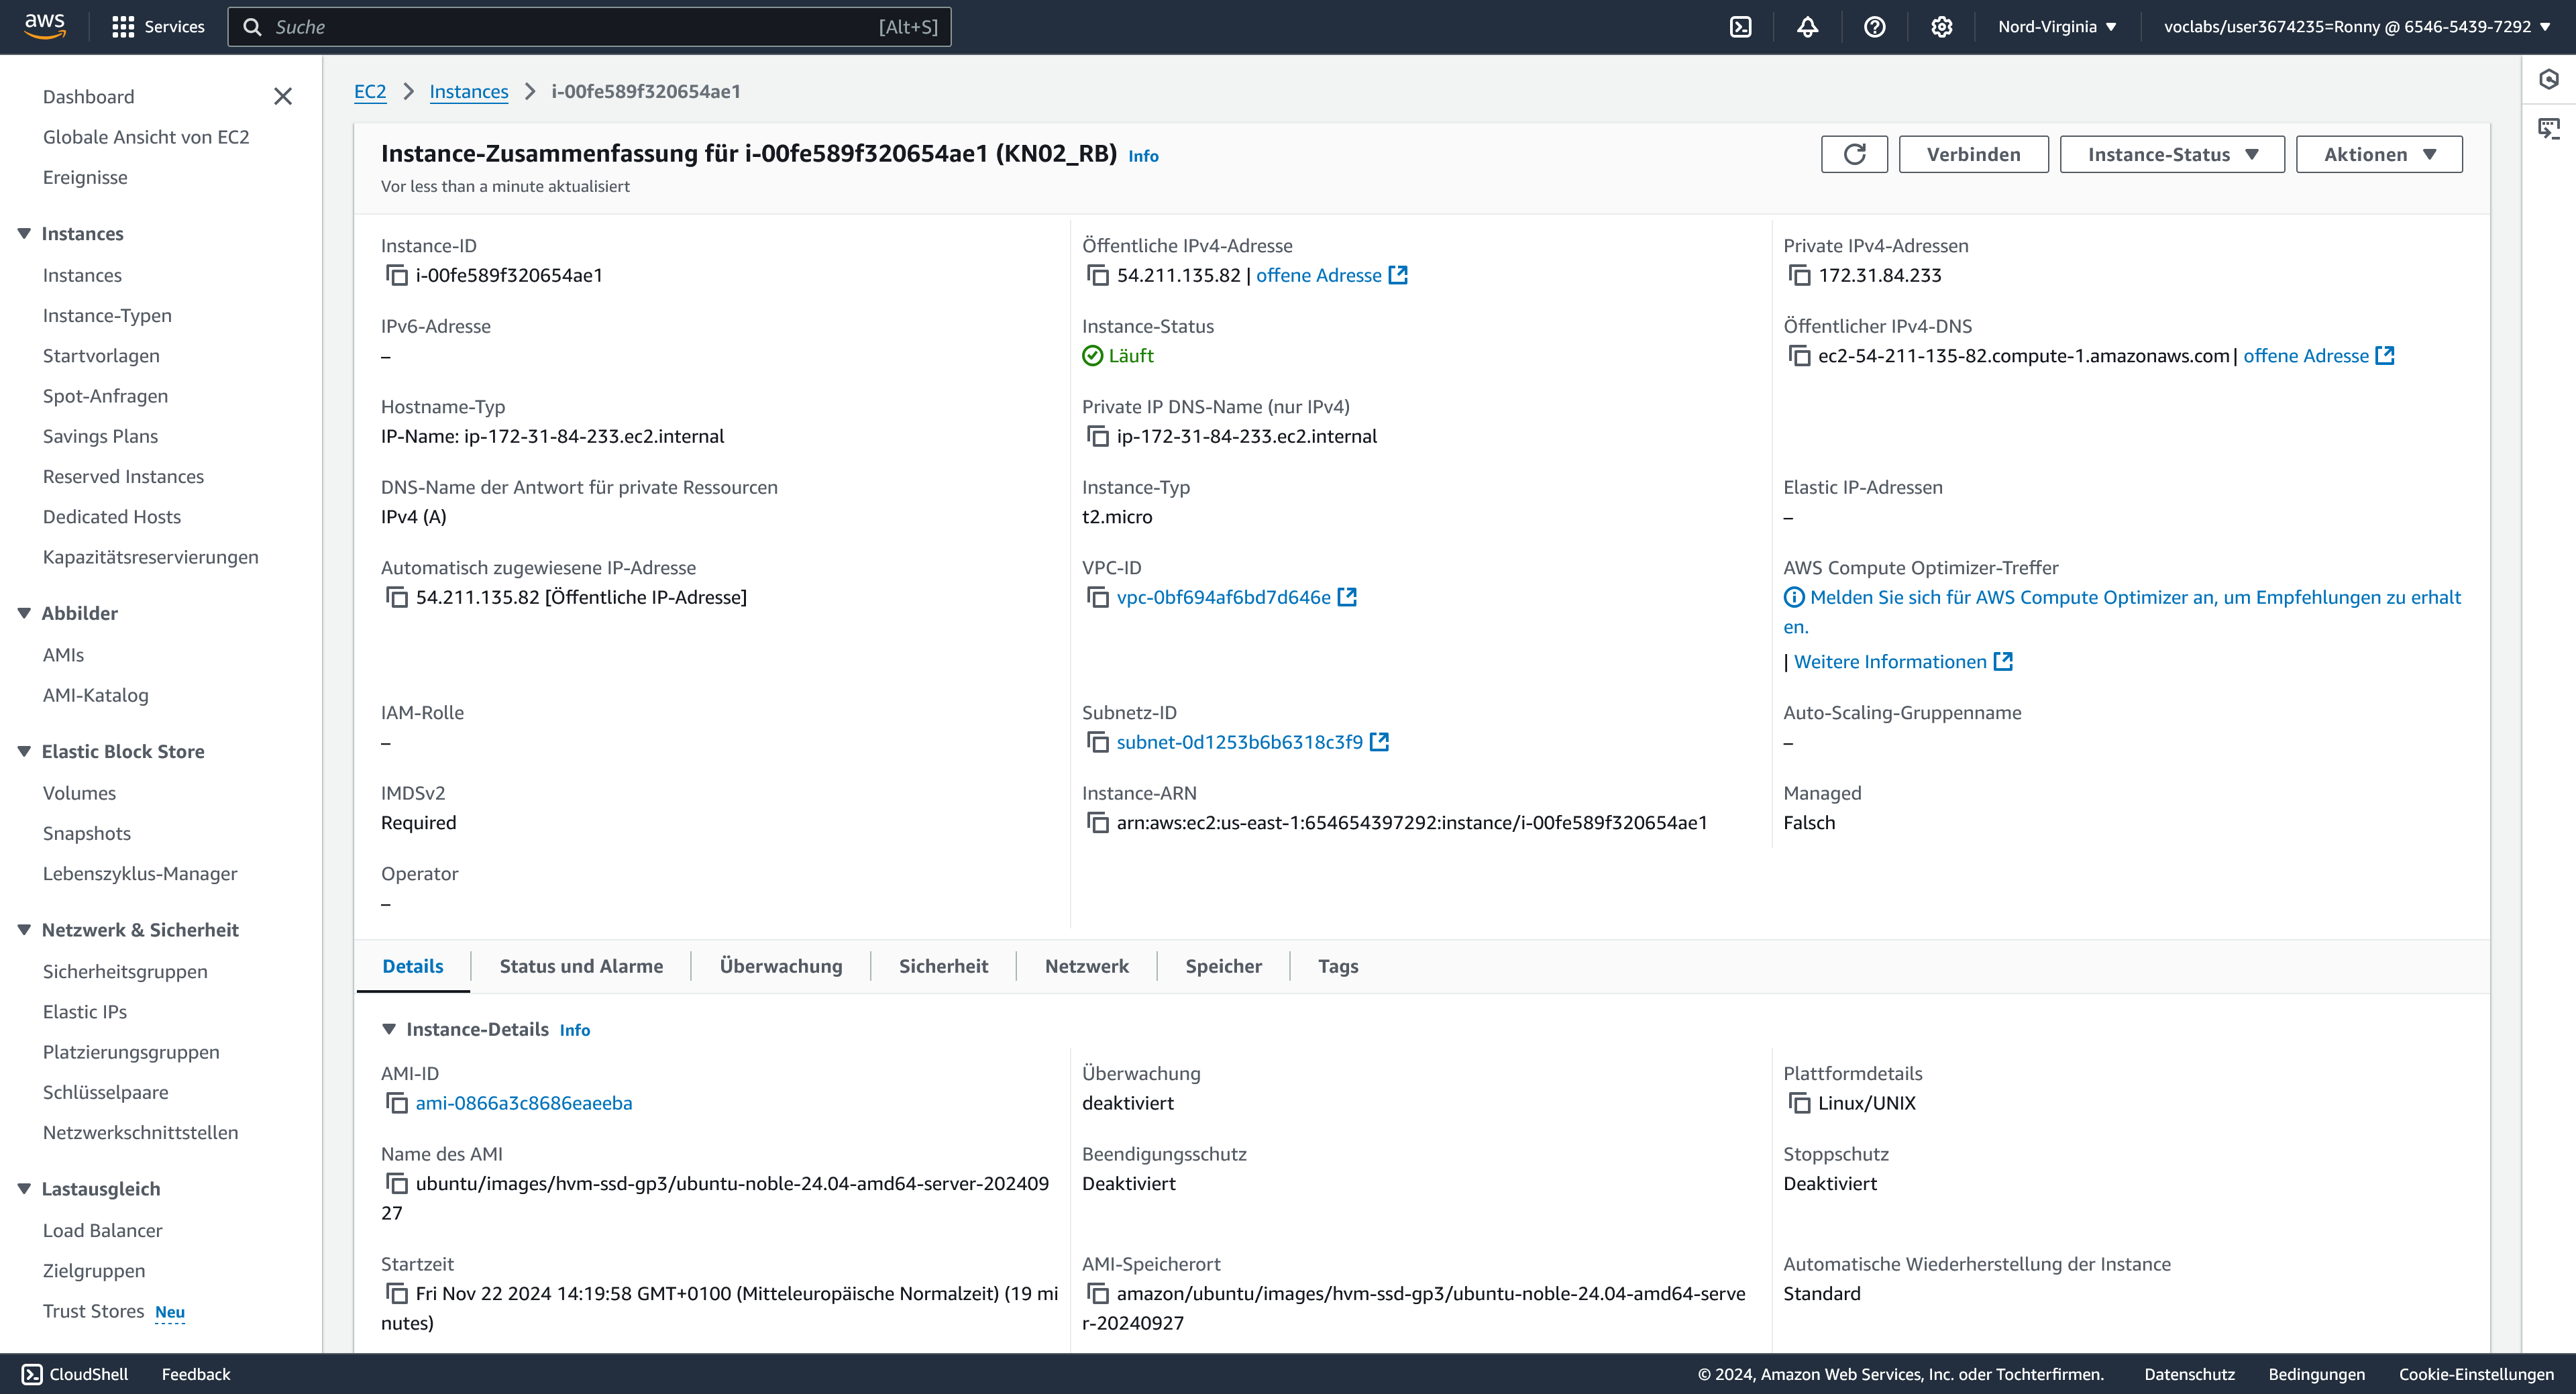 aws
Services
Suche
[Alt+S]
Nord-Virginia
voclabs/user3674235=Ronny @ 6546-5439-7292
Dashboard
Globale Ansicht von EC2
Ereignisse
Instances
Instances
Instance-Typen
Startvorlagen
Spot-Anfragen
Savings Plans
Reserved Instances
Dedicated Hosts
Kapazitätsreservierungen
Abbilder
AMIs
AMI-Katalog
Elastic Block Store
Volumes
Snapshots
Lebenszyklus-Manager
Netzwerk & Sicherheit
Sicherheitsgruppen
Elastic IPs
Platzierungsgruppen
Schlüsselpaare
Netzwerkschnittstellen
Lastausgleich
Load Balancer
Zielgruppen
Trust Stores Neu
EC2 > Instances > i-00fe589f320654ae1
Instance-Zusammenfassung für i-00fe589f320654ae1 (KN02_RB) Info
Vor less than a minute aktualisiert
Verbinden
Instance-Status
Aktionen
Instance-ID
i-00fe589f320654ae1
Öffentliche IPv4-Adresse
54.211.135.82 | offene Adresse
Private IPv4-Adressen
172.31.84.233
IPv6-Adresse
–
Instance-Status
Läuft
Öffentlicher IPv4-DNS
ec2-54-211-135-82.compute-1.amazonaws.com | offene Adresse
Hostname-Typ
IP-Name: ip-172-31-84-233.ec2.internal
Private IP DNS-Name (nur IPv4)
ip-172-31-84-233.ec2.internal
DNS-Name der Antwort für private Ressourcen
IPv4 (A)
Instance-Typ
t2.micro
Elastic IP-Adressen
–
Automatisch zugewiesene IP-Adresse
54.211.135.82 [Öffentliche IP-Adresse]
VPC-ID
vpc-0bf694af6bd7d646e
AWS Compute Optimizer-Treffer
Melden Sie sich für AWS Compute Optimizer an, um Empfehlungen zu erhalt
en.
| Weitere Informationen
IAM-Rolle
–
Subnetz-ID
subnet-0d1253b6b6318c3f9
Auto-Scaling-Gruppenname
–
IMDSv2
Required
Instance-ARN
arn:aws:ec2:us-east-1:654654397292:instance/i-00fe589f320654ae1
Managed
Falsch
Operator
–
Details
Status und Alarme
Überwachung
Sicherheit
Netzwerk
Speicher
Tags
Instance-Details Info
AMI-ID
ami-0866a3c8686eaeeba
Überwachung
deaktiviert
Plattformdetails
Linux/UNIX
Name des AMI
ubuntu/images/hvm-ssd-gp3/ubuntu-noble-24.04-amd64-server-202409
27
Beendigungsschutz
Deaktiviert
Stoppschutz
Deaktiviert
Startzeit
Fri Nov 22 2024 14:19:58 GMT+0100 (Mitteleuropäische Normalzeit) (19 mi
nutes)
AMI-Speicherort
amazon/ubuntu/images/hvm-ssd-gp3/ubuntu-noble-24.04-amd64-serve
r-20240927
Automatische Wiederherstellung der Instance
Standard
CloudShell
Feedback
© 2024, Amazon Web Services, Inc. oder Tochterfirmen.
Datenschutz
Bedingungen
Cookie-Einstellungen